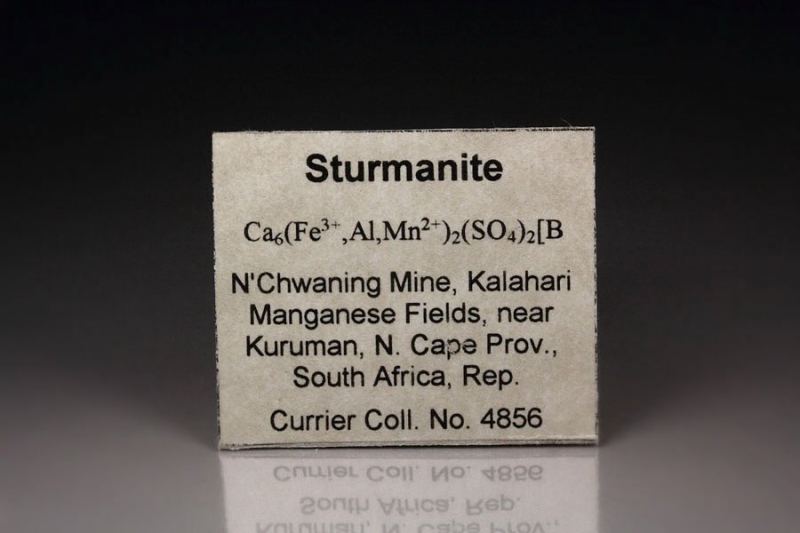 Sturmanite
Ca₆(Fe³⁺,Al,Mn²⁺)₂(SO₄)₂[B
N'Chwaning Mine, Kalahari
Manganese Fields, near
Kuruman, N. Cape Prov.,
South Africa, Rep.
Currier Coll. No. 4856